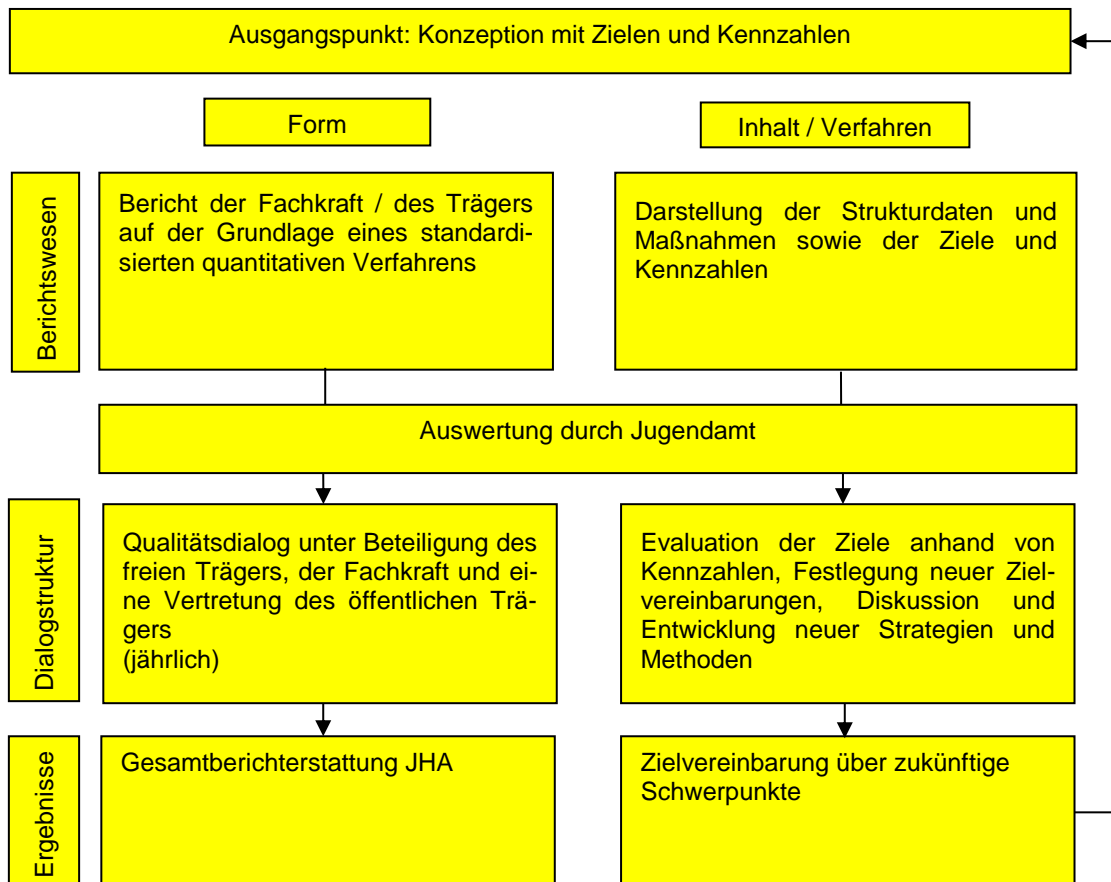 Ausgangspunkt: Konzeption mit Zielen und Kennzahlen
Form
Inhalt / Verfahren
Berichtswesen
Bericht der Fachkraft / des Trägers
auf der Grundlage eines standardi-
sierten quantitativen Verfahrens
Darstellung der Strukturdaten und
Maßnahmen sowie der Ziele und
Kennzahlen
Auswertung durch Jugendamt
Dialogstruktur
Qualitätsdialog unter Beteiligung des
freien Trägers, der Fachkraft und ei-
ne Vertretung des öffentlichen Trä-
gers
(jährlich)
Evaluation der Ziele anhand von
Kennzahlen, Festlegung neuer Ziel-
vereinbarungen, Diskussion und
Entwicklung neuer Strategien und
Methoden
Ergebnisse
Gesamtberichterstattung JHA
Zielvereinbarung über zukünftige
Schwerpunkte